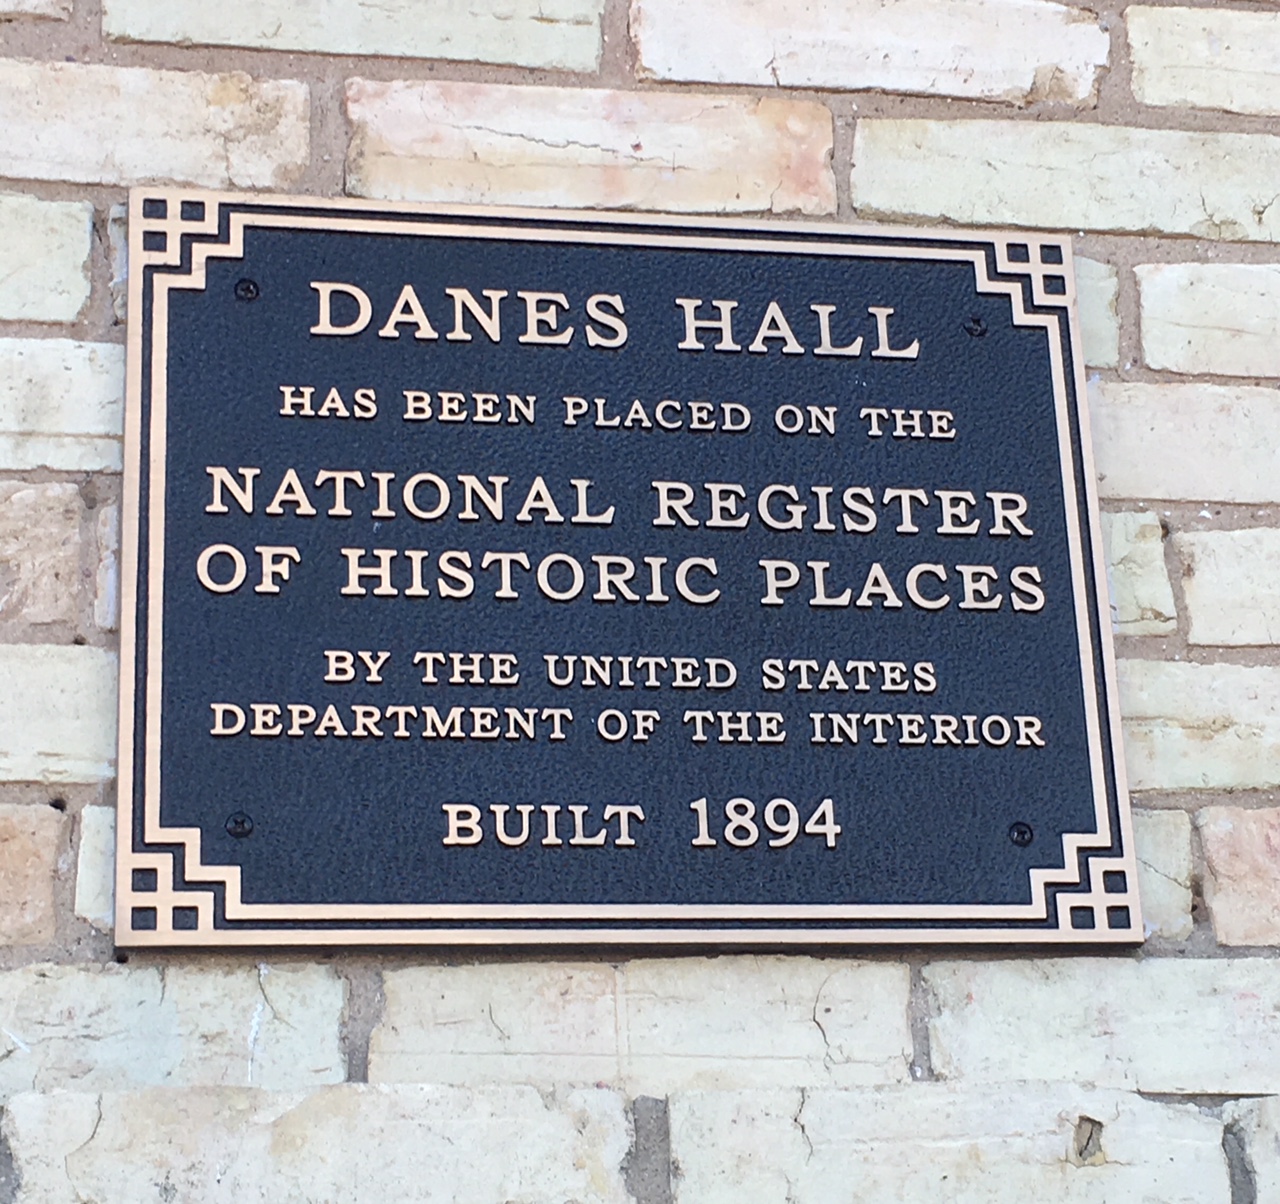 DANES HALL
HAS BEEN PLACED ON THE
NATIONAL REGISTER
OF HISTORIC PLACES
BY THE UNITED STATES
DEPARTMENT OF THE INTERIOR
BUILT 1894